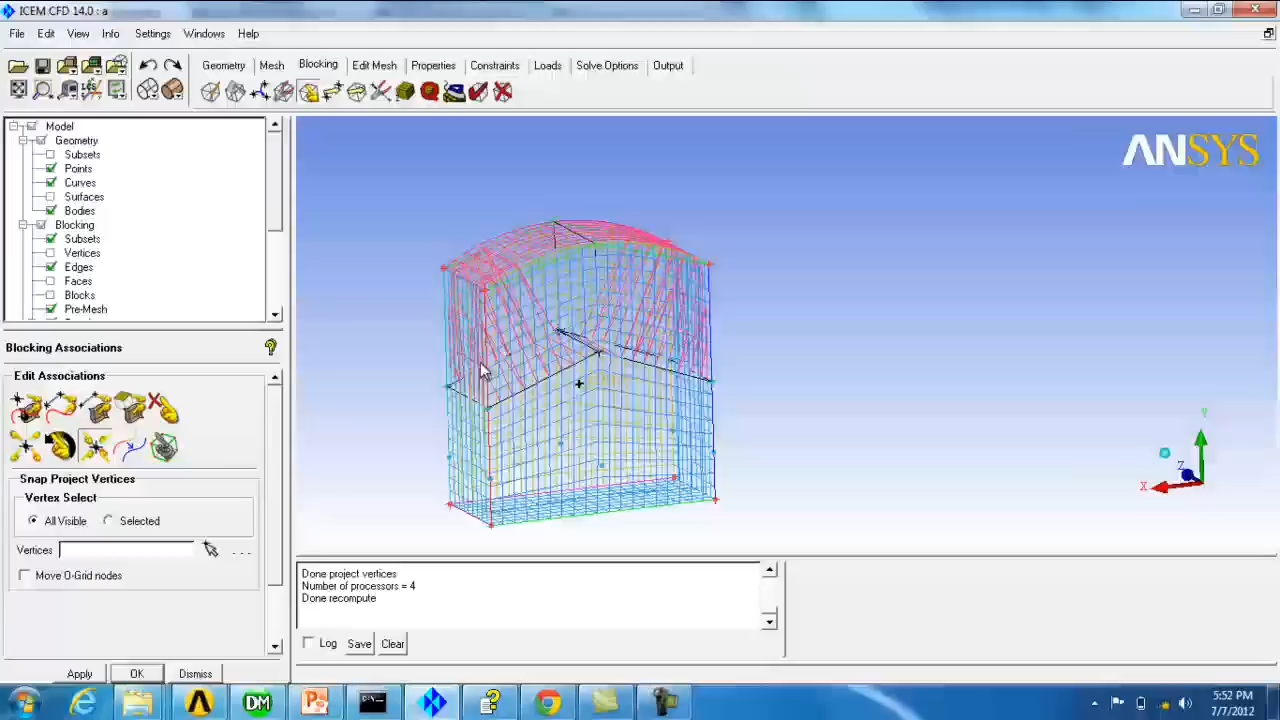 ICEM CFD 14.0 : a
File Edit View Info Settings Windows Help
Geometry Mesh Blocking Edit Mesh Properties Constraints Loads Solve Options Output
Model
Geometry
Subsets
Points
Curves
Surfaces
Bodies
Blocking
Subsets
Vertices
Edges
Faces
Blocks
Pre-Mesh
Blocking Associations
Edit Associations
Snap Project Vertices
Vertex Select
All Visible Selected
Vertices
Move O-Grid nodes
Apply OK Dismiss
ANSYS
Y
Z
X
Done project vertices
Number of processors = 4
Done recompute
Log Save Clear
DM
5:52 PM
7/7/2012